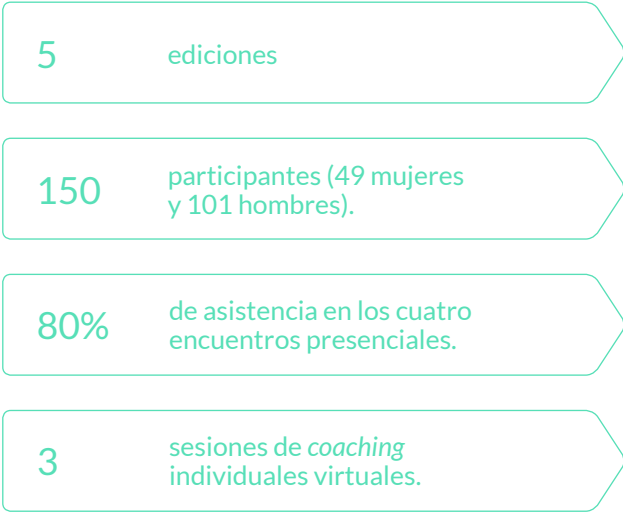 5 ediciones
150 participantes (49 mujeres
y 101 hombres).
80% de asistencia en los cuatro
encuentros presenciales.
3 sesiones de coaching
individuales virtuales.